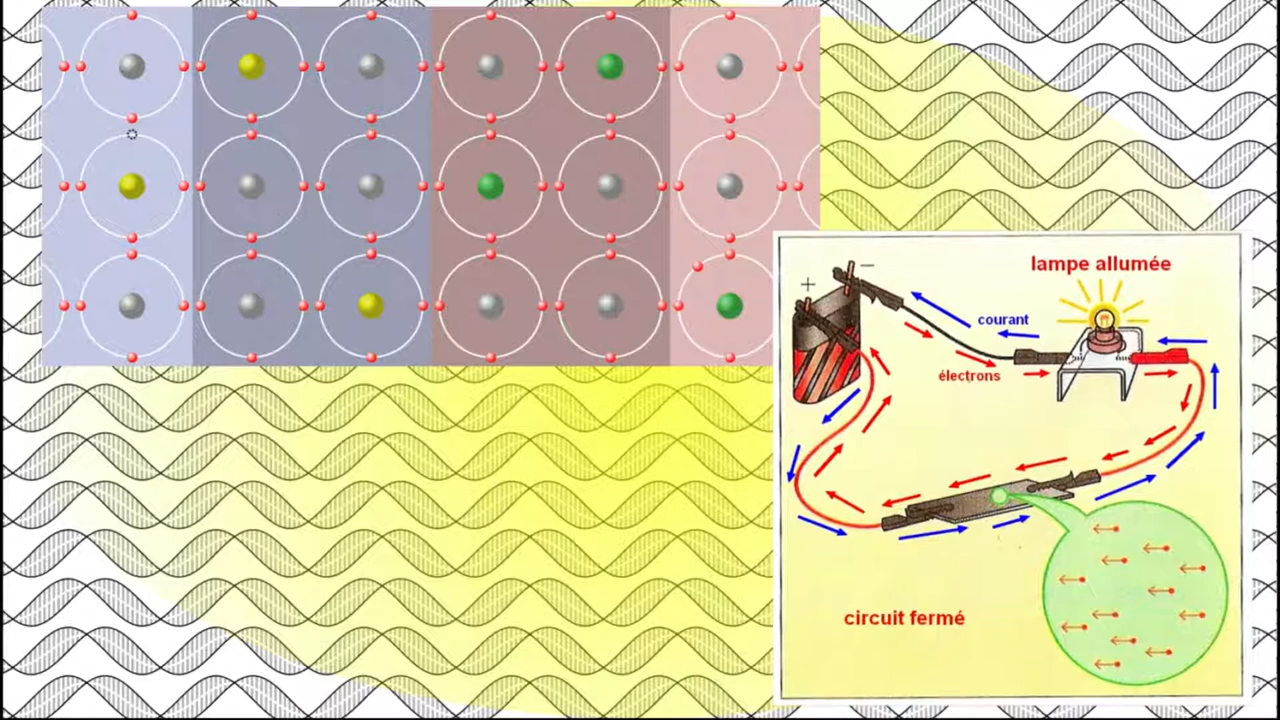 lampe allumée
+
−
courant
électrons
circuit fermé